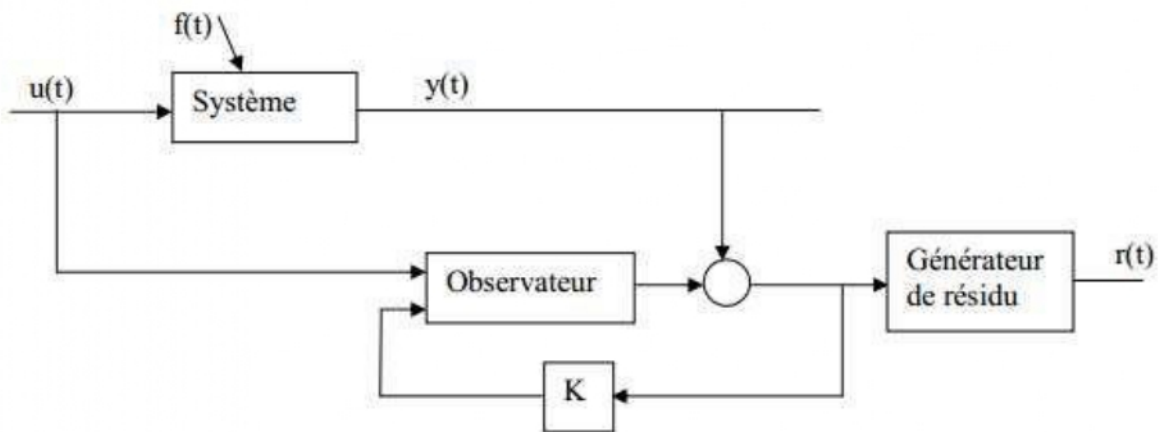 f(t)
u(t)
Système
y(t)
Observateur
Générateur
de résidu
r(t)
K